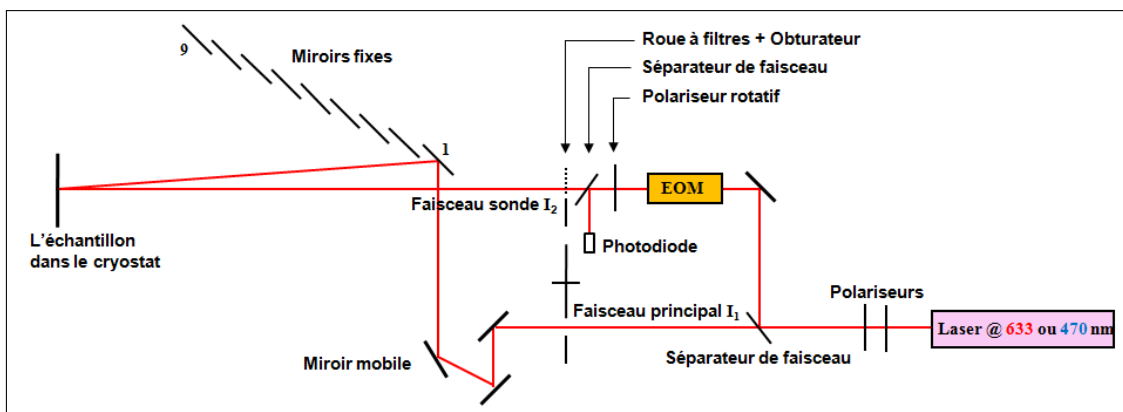 9
Miroirs fixes
1
Roue à filtres + Obturateur
Séparateur de faisceau
Polariseur rotatif
EOM
Faisceau sonde I2
L'échantillon
dans le cryostat
Photodiode
Polariseurs
Faisceau principal I1
Laser @ 633 ou 470 nm
Miroir mobile
Séparateur de faisceau